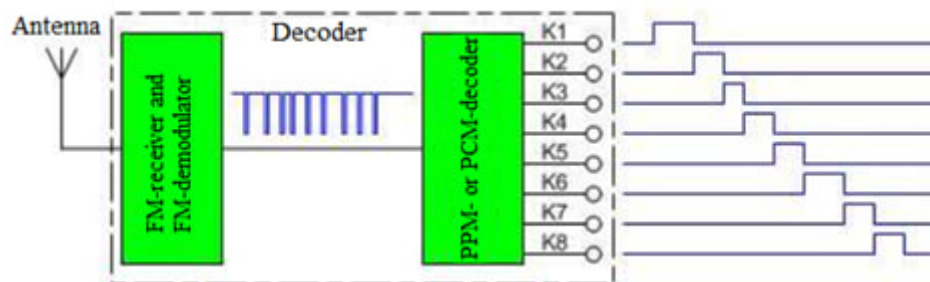 Antenna
Decoder
FM-receiver and
FM-demodulator
PPM- or PCM-decoder
K1
K2
K3
K4
K5
K6
K7
K8